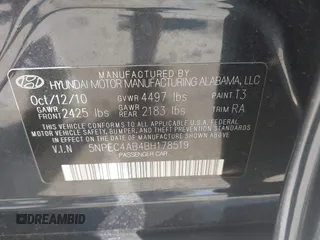 MANUFACTURED BY
HYUNDAI MOTOR MANUFACTURING ALABAMA, LLC
Oct/12/10 GVWR 4497 lbs PAINT T3
GAWR FRONT 2425 lbs GAWR REAR 2183 lbs TRIM RA
THIS VEHICLE CONFORMS TO ALL APPLICABLE
FEDERAL MOTOR VEHICLE SAFETY, BUMPER,
AND THEFT PREVENTION STANDARDS IN EFFECT
ON THE DATE OF MANUFACTURE SHOWN ABOVE.
V.I.N 5NPEC4AB4BH178519
PASSENGER CAR
DREAMBID